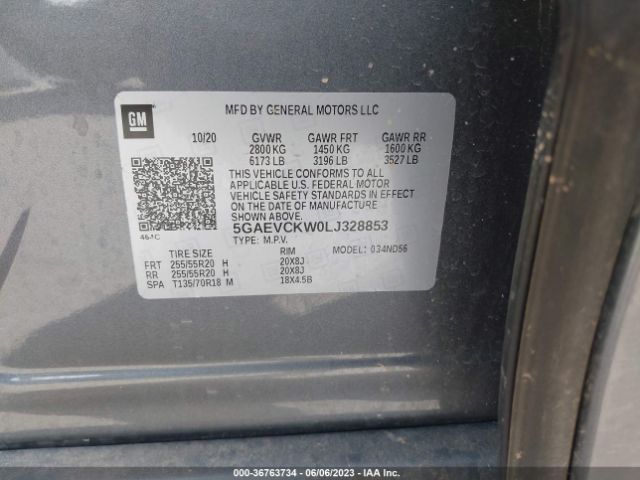 GM
MFD BY GENERAL MOTORS LLC
10/20 GVWR GAWR FRT GAWR RR
2800 KG 1450 KG 1600 KG
6173 LB 3196 LB 3527 LB
THIS VEHICLE CONFORMS TO ALL
APPLICABLE U.S. FEDERAL MOTOR
VEHICLE SAFETY STANDARDS IN EFFECT
ON THE DATE OF MANUFACTURE
SHOWN ABOVE.
5GAEVCKW0LJ328853
TYPE: M.P.V. MODEL: 034ND56
TIRE SIZE RIM
FRT 255/55R20 H 20X8J
RR 255/55R20 H 20X8J
SPA T135/70R18 M 18X4.5B
000-36763734 - 06/06/2023 - IAA Inc.